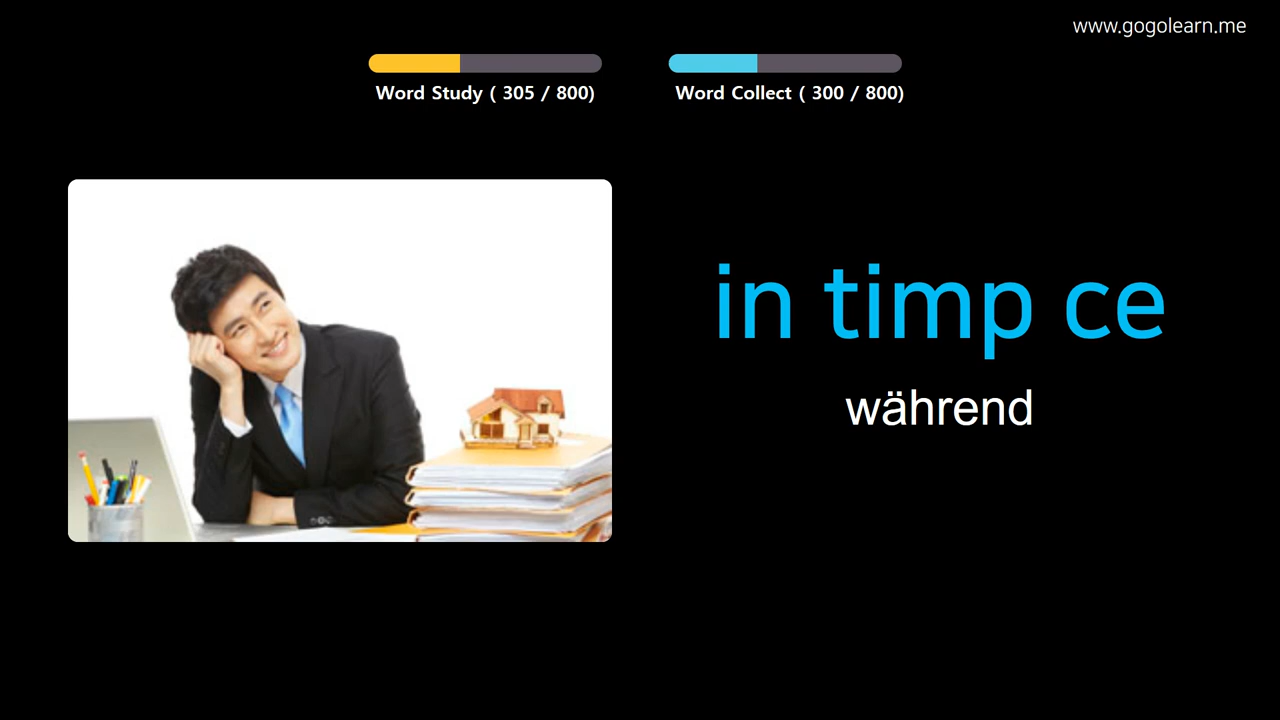 www.gogolearn.me
Word Study ( 305 / 800)
Word Collect ( 300 / 800)
in timp ce
während